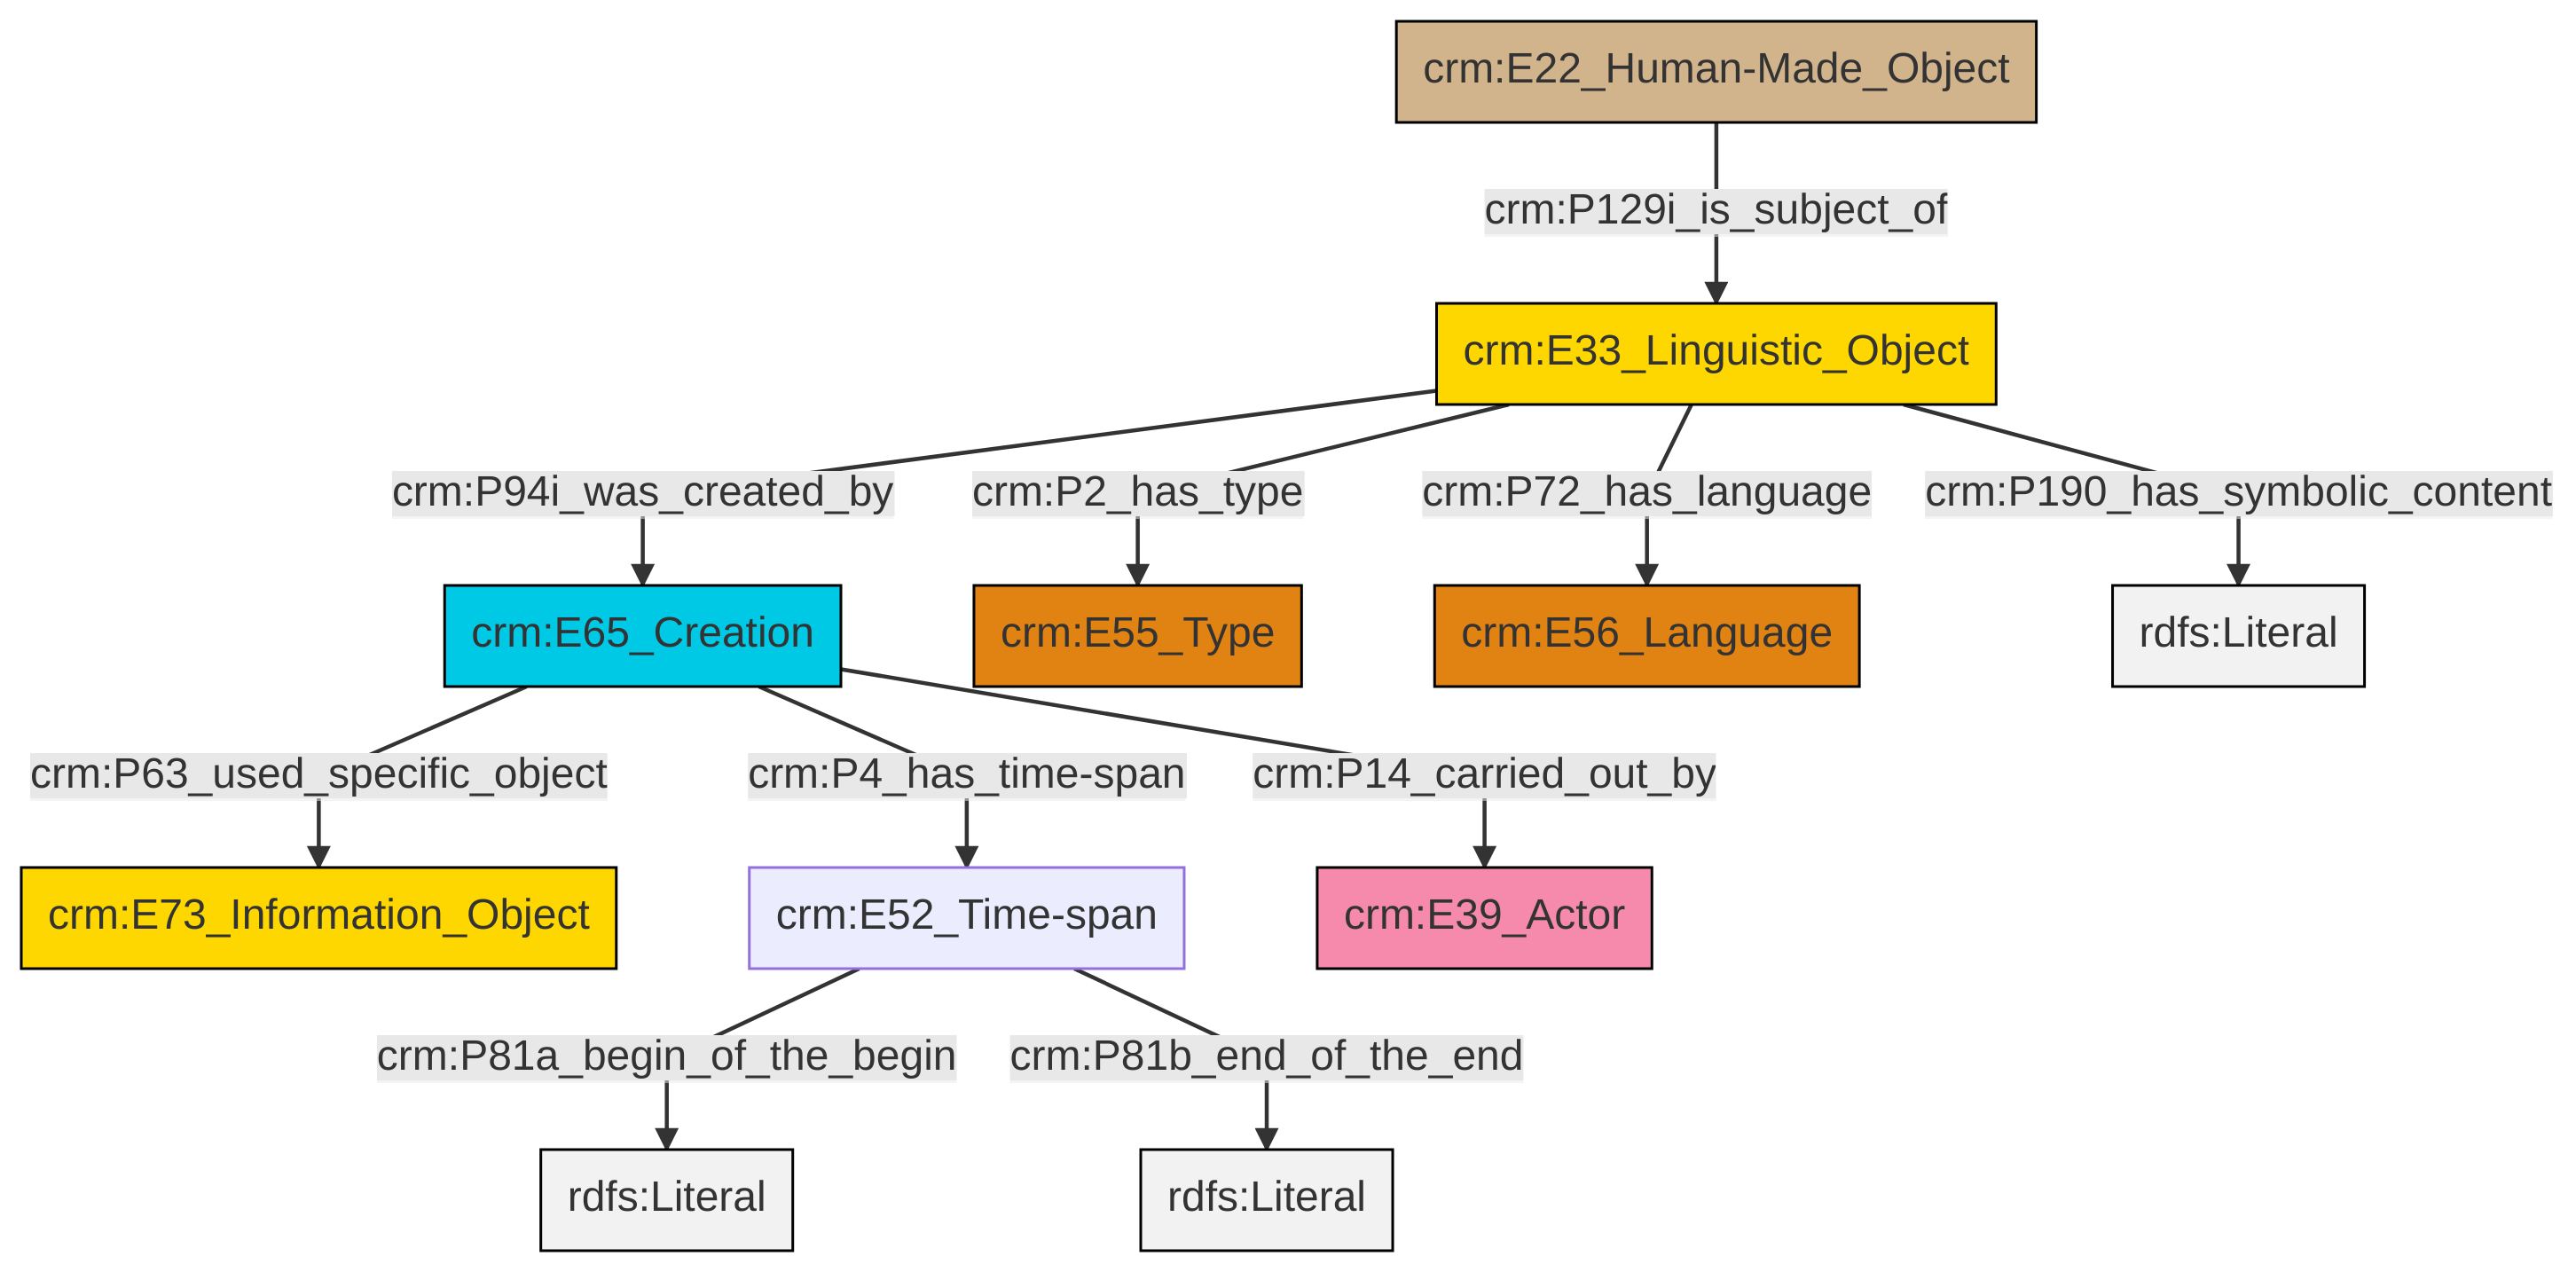 crm:E22_Human-Made_Object
crm:P129i_is_subject_of
crm:E33_Linguistic_Object
crm:P94i_was_created_by
crm:P2_has_type
crm:P72_has_language
crm:P190_has_symbolic_content
crm:E65_Creation
crm:E55_Type
crm:E56_Language
rdfs:Literal
crm:P63_used_specific_object
crm:P4_has_time-span
crm:P14_carried_out_by
crm:E73_Information_Object
crm:E52_Time-span
crm:E39_Actor
crm:P81a_begin_of_the_begin
crm:P81b_end_of_the_end
rdfs:Literal
rdfs:Literal